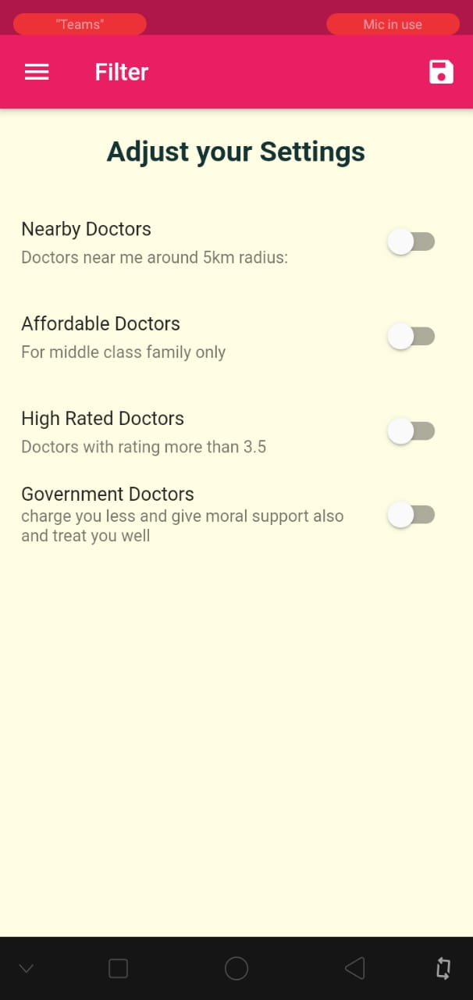 "Teams"
Mic in use
Filter
Adjust your Settings
Nearby Doctors
Doctors near me around 5km radius:
Affordable Doctors
For middle class family only
High Rated Doctors
Doctors with rating more than 3.5
Government Doctors
charge you less and give moral support also
and treat you well